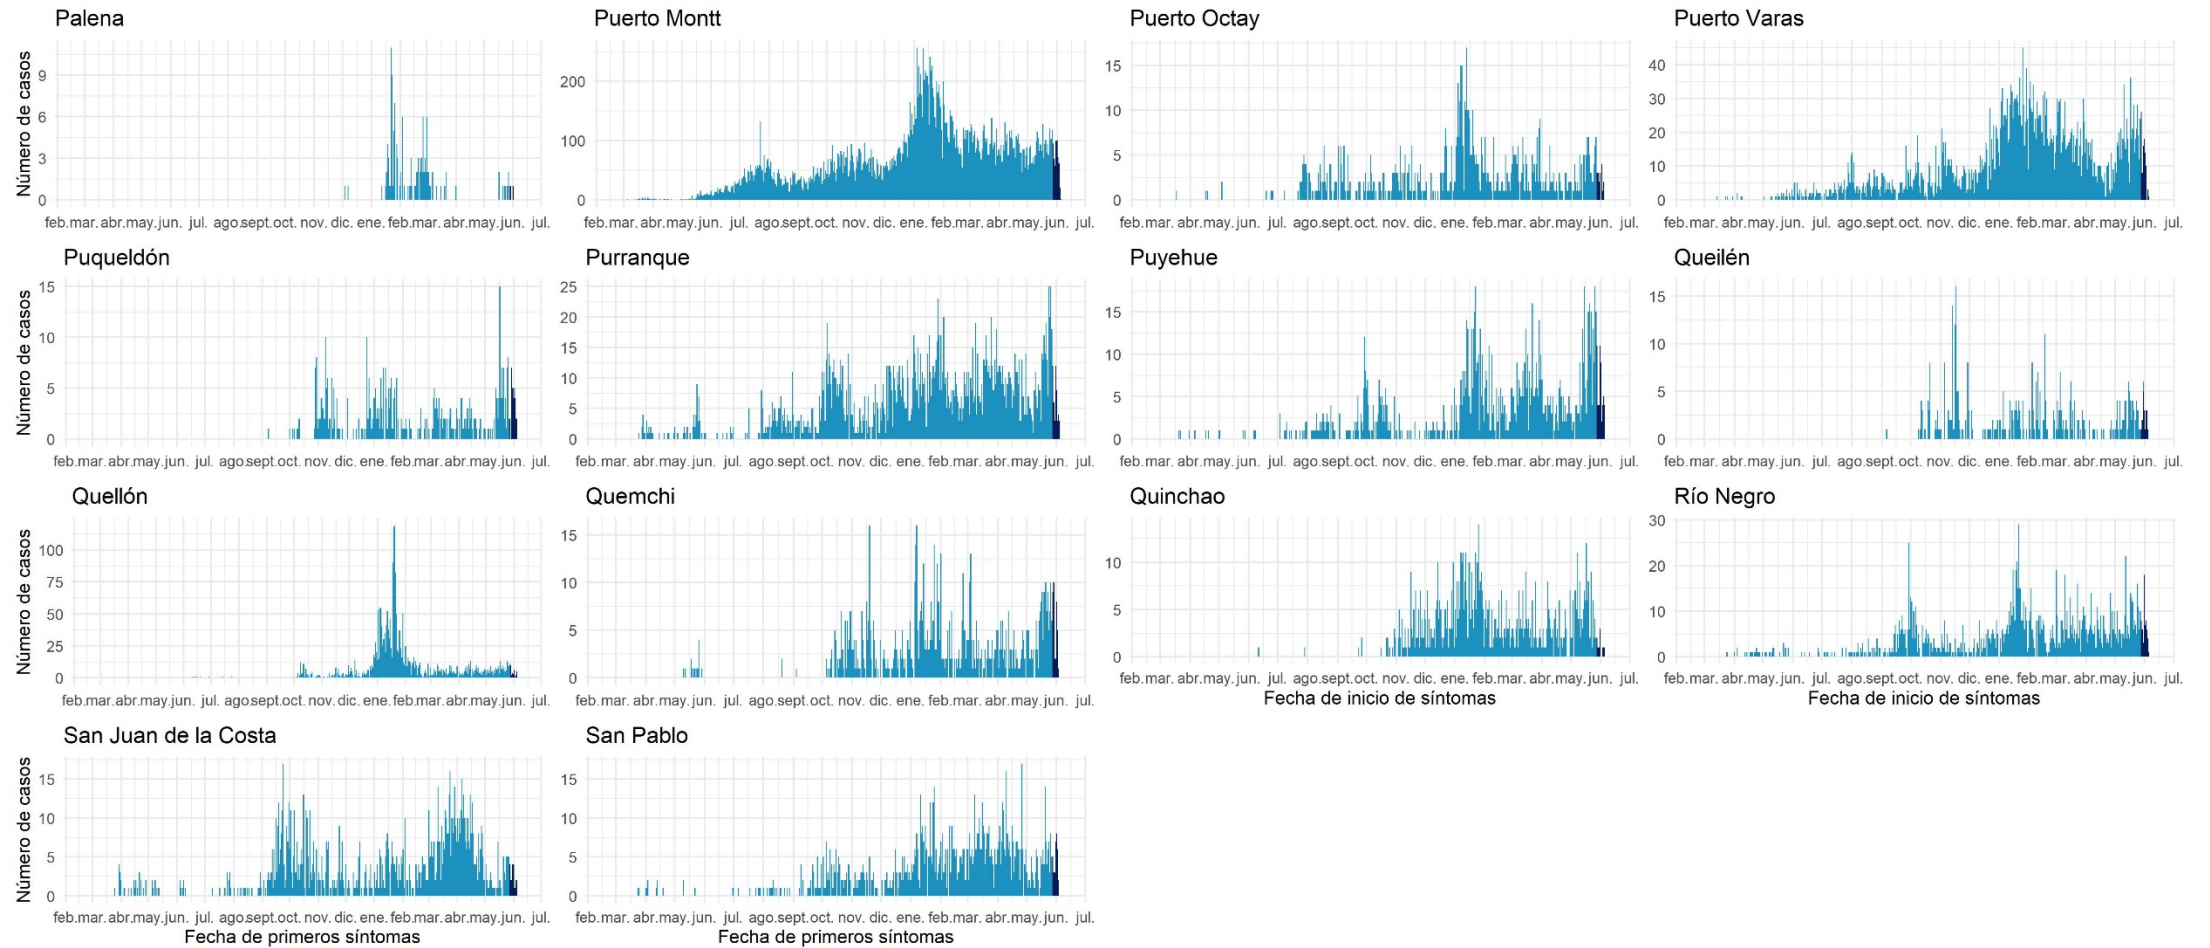 Palena
Puerto Montt
Puerto Octay
Puerto Varas
Número de casos
9
6
3
0
200
100
0
15
10
5
0
40
30
20
10
0
feb.mar. abr.may.jun. jul. ago.sept.oct. nov. dic. ene. feb.mar. abr.may.jun. jul.
feb.mar. abr.may.jun. jul. ago.sept.oct. nov. dic. ene. feb.mar. abr.may.jun. jul.
feb.mar. abr.may.jun. jul. ago.sept.oct. nov. dic. ene. feb.mar. abr.may.jun. jul.
feb.mar. abr.may.jun. jul. ago.sept.oct. nov. dic. ene. feb.mar. abr.may.jun. jul.
Puqueldón
Purranque
Puyehue
Queilén
Número de casos
15
10
5
0
25
20
15
10
5
0
15
10
5
0
15
10
5
0
feb.mar. abr.may.jun. jul. ago.sept.oct. nov. dic. ene. feb.mar. abr.may.jun. jul.
feb.mar. abr.may.jun. jul. ago.sept.oct. nov. dic. ene. feb.mar. abr.may.jun. jul.
feb.mar. abr.may.jun. jul. ago.sept.oct. nov. dic. ene. feb.mar. abr.may.jun. jul.
feb.mar. abr.may.jun. jul. ago.sept.oct. nov. dic. ene. feb.mar. abr.may.jun. jul.
Quellón
Quemchi
Quinchao
Río Negro
Número de casos
100
75
50
25
0
15
10
5
0
10
5
0
30
20
10
0
feb.mar. abr.may.jun. jul. ago.sept.oct. nov. dic. ene. feb.mar. abr.may.jun. jul.
feb.mar. abr.may.jun. jul. ago.sept.oct. nov. dic. ene. feb.mar. abr.may.jun. jul.
feb.mar. abr.may.jun. jul. ago.sept.oct. nov. dic. ene. feb.mar. abr.may.jun. jul.
feb.mar. abr.may.jun. jul. ago.sept.oct. nov. dic. ene. feb.mar. abr.may.jun. jul.
Fecha de inicio de síntomas
Fecha de inicio de síntomas
San Juan de la Costa
San Pablo
Número de casos
15
10
5
0
15
10
5
0
feb.mar. abr.may.jun. jul. ago.sept.oct. nov. dic. ene. feb.mar. abr.may.jun. jul.
feb.mar. abr.may.jun. jul. ago.sept.oct. nov. dic. ene. feb.mar. abr.may.jun. jul.
Fecha de primeros síntomas
Fecha de primeros síntomas